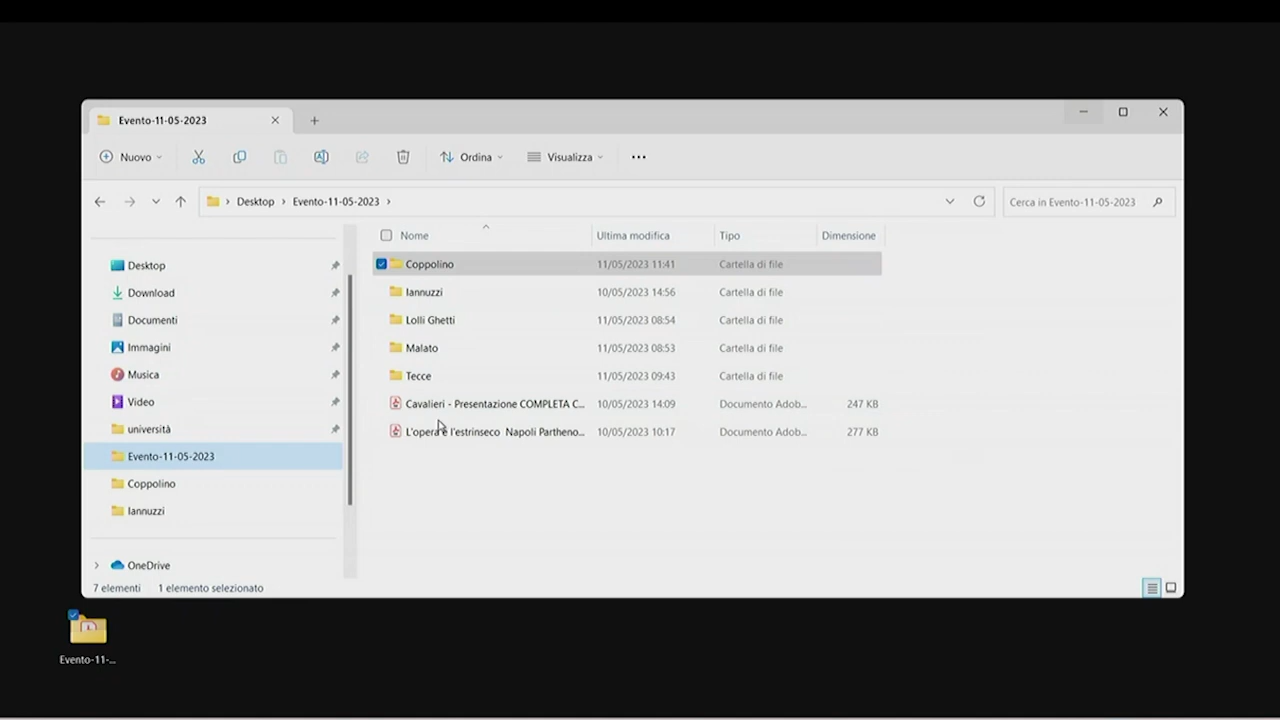 Evento-11-05-2023
Nuovo
Ordina
Visualizza
Desktop
Evento-11-05-2023
Cerca in Evento-11-05-2023
Nome
Ultima modifica
Tipo
Dimensione
Desktop
Download
Documenti
Immagini
Musica
Video
università
Evento-11-05-2023
Coppolino
Iannuzzi
OneDrive
Coppolino 11/05/2023 11:41 Cartella di file
Iannuzzi 10/05/2023 14:56 Cartella di file
Lolli Ghetti 11/05/2023 08:54 Cartella di file
Malato 11/05/2023 08:53 Cartella di file
Tecce 11/05/2023 09:43 Cartella di file
Cavalieri - Presentazione COMPLETA C... 10/05/2023 14:09 Documento Adob... 247 KB
L'opera e l'estrinseco Napoli Partheno... 10/05/2023 10:17 Documento Adob... 277 KB
7 elementi 1 elemento selezionato
Evento-11-...